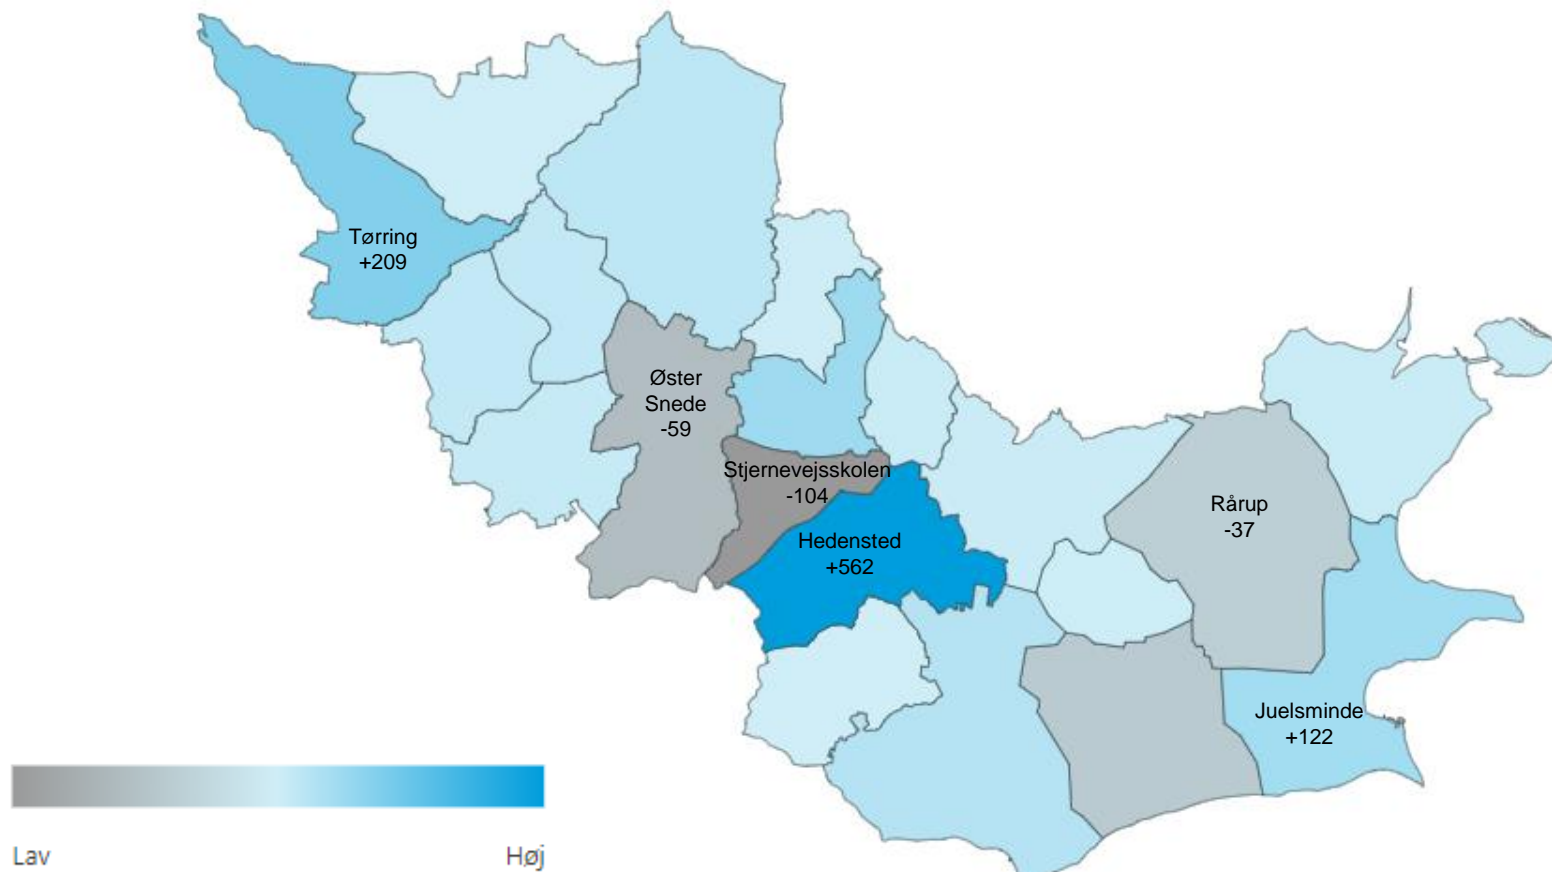 Tørring
+209
Øster
Snede
-59
Stjernevejsskolen
-104
Hedensted
+562
Rårup
-37
Juelsminde
+122
Lav
Høj